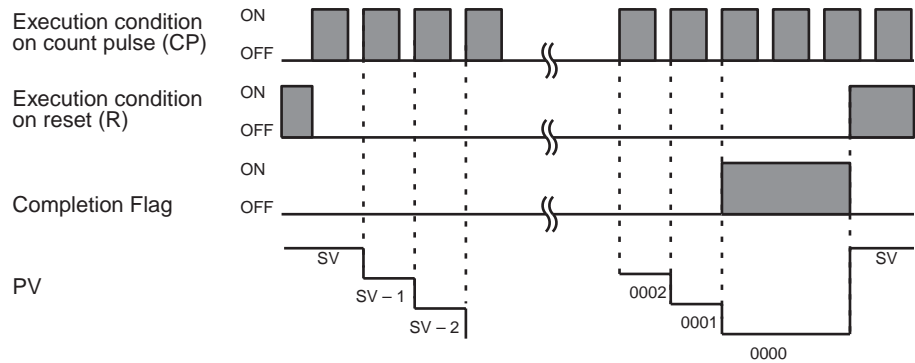 Execution condition
on count pulse (CP)
ON
OFF
Execution condition
on reset (R)
ON
OFF
Completion Flag
ON
OFF
PV
SV
SV – 1
SV – 2
0002
0001
0000
SV